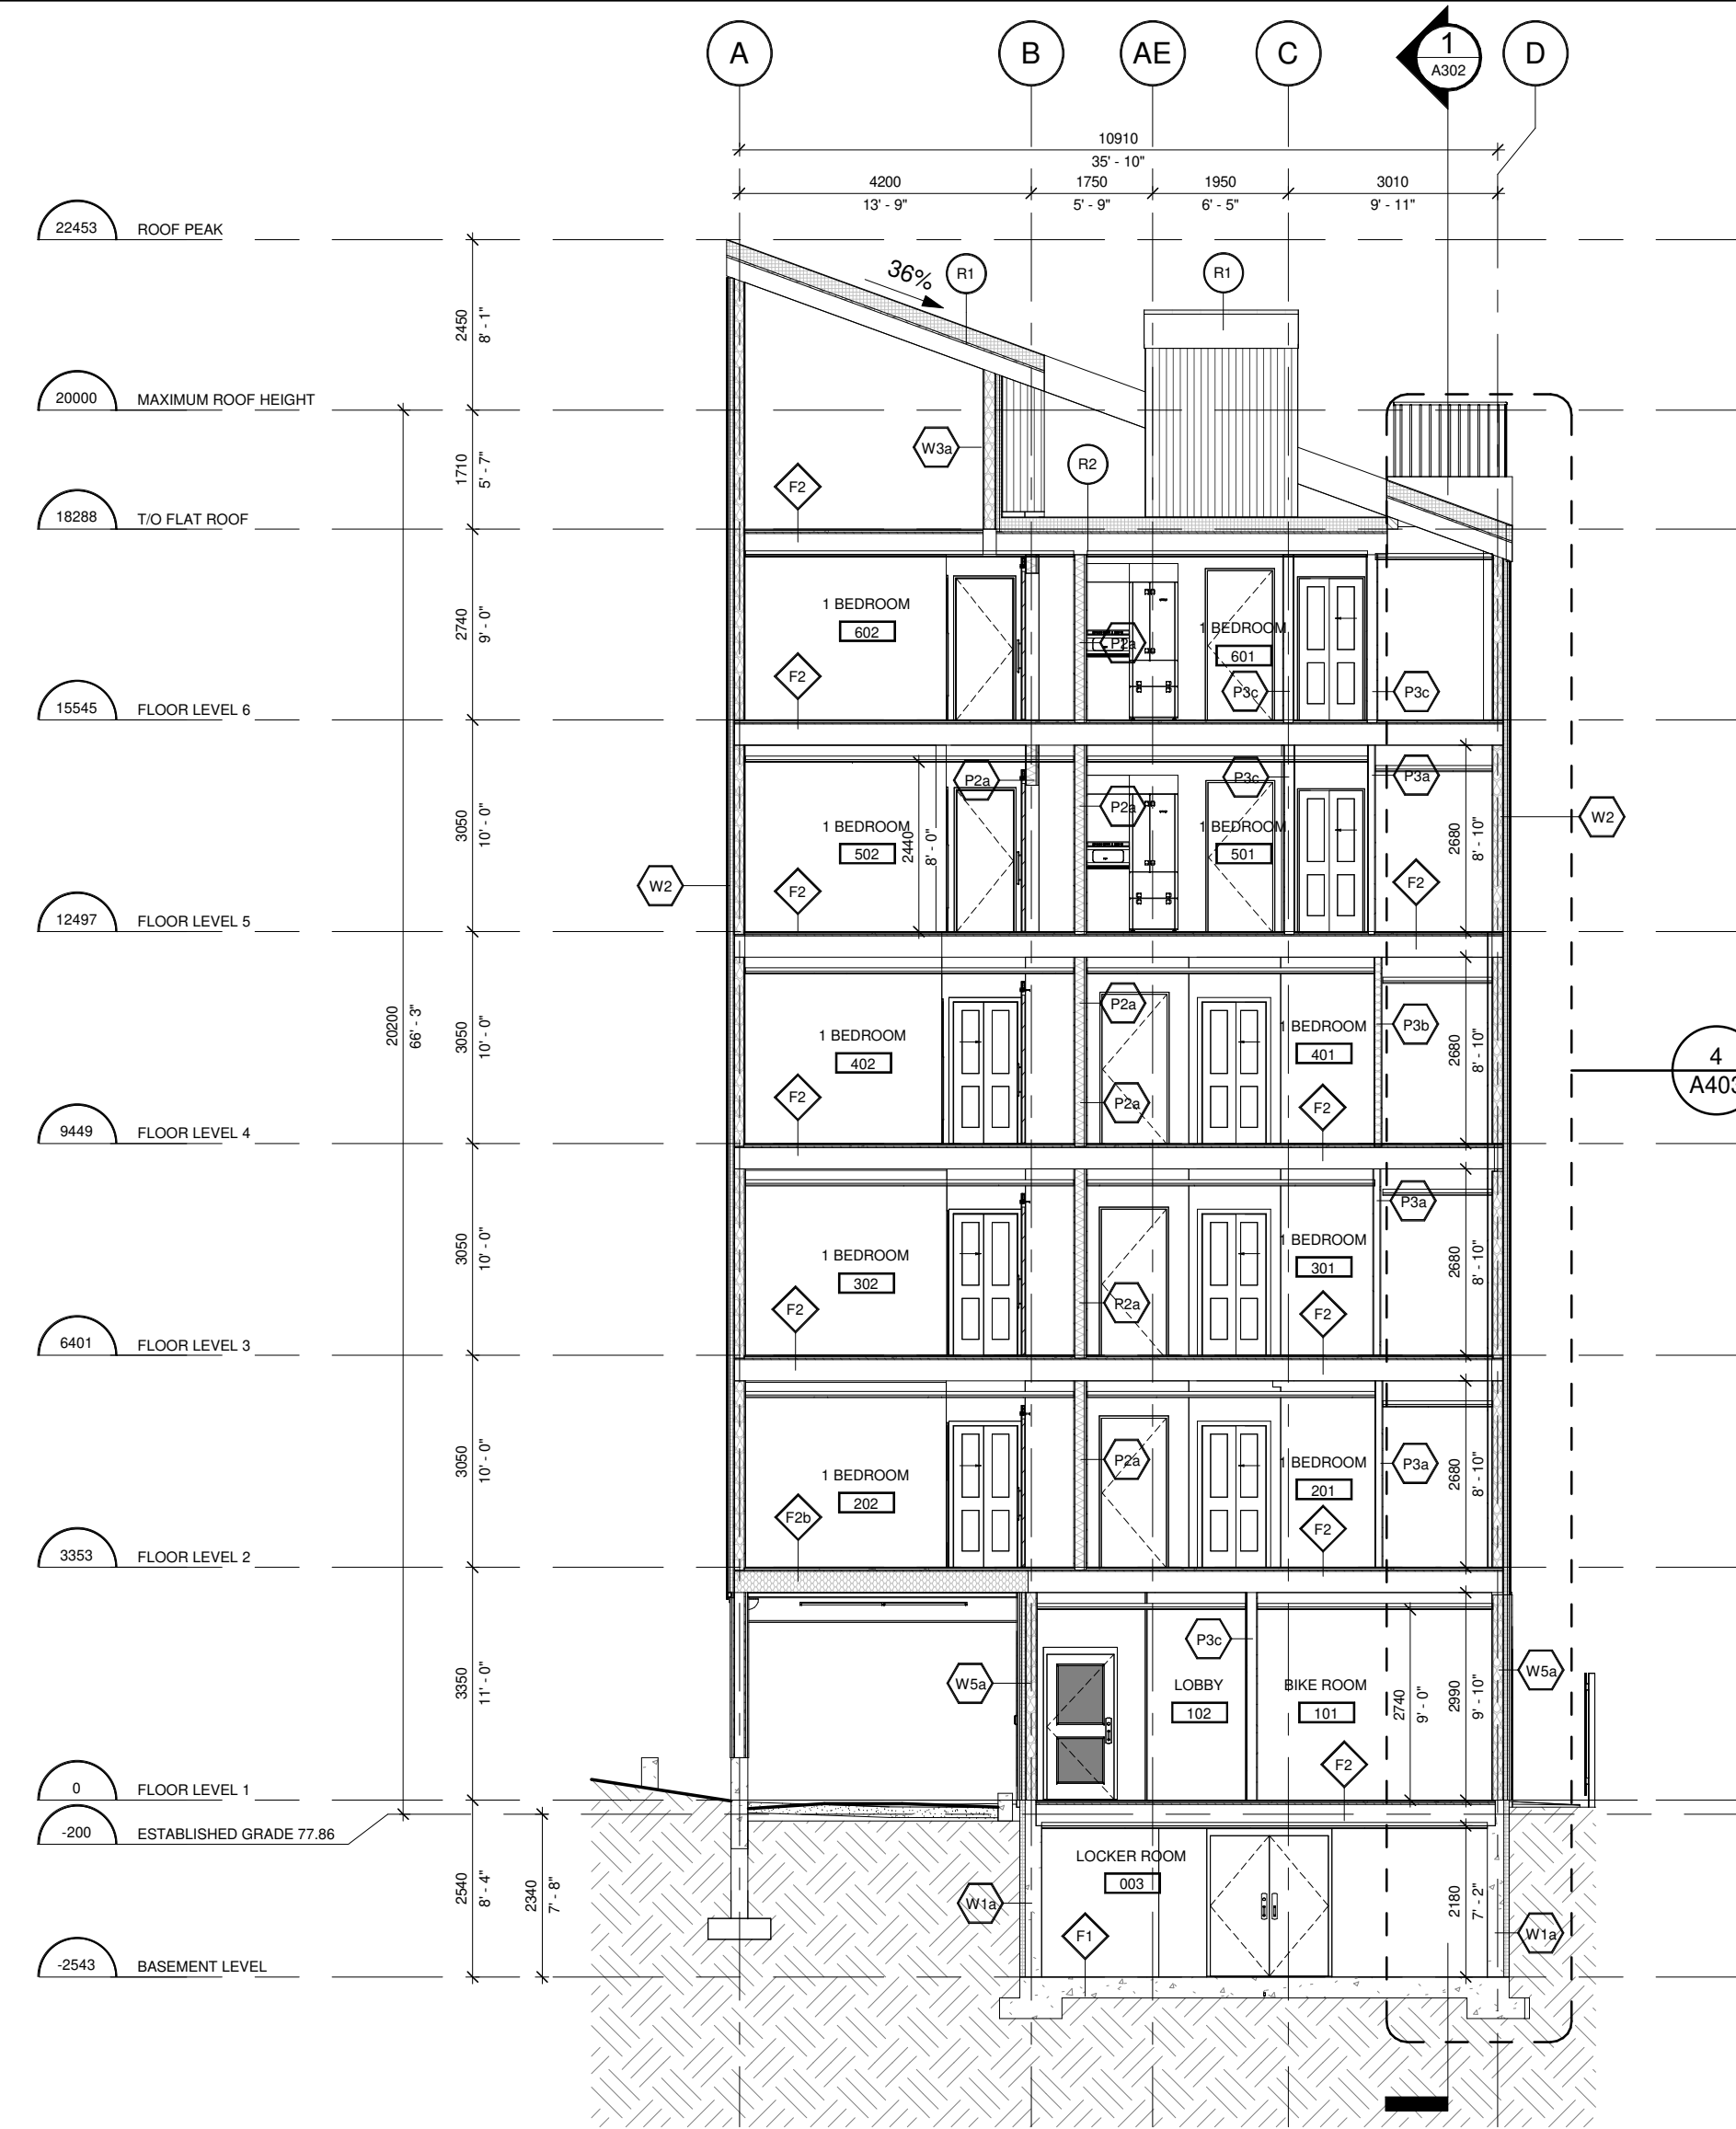 A B AE C 1 D
A302
10910
35' - 10"
4200 1750 1950 3010
13' - 9" 5' - 9" 6' - 5" 9' - 11"
22453 ROOF PEAK
36% R1 R1
2450
8' - 1"
20000 MAXIMUM ROOF HEIGHT
W3a
R2
1710
5' - 7"
F2
18288 T/O FLAT ROOF
1 BEDROOM
602
2740
9' - 0"
P2a
1 BEDROOM
601
F2
P3c P3c
15545 FLOOR LEVEL 6
P2a P3c P3a
P2a
W2
3050
10' - 0"
1 BEDROOM
502
2440
8' - 0"
1 BEDROOM
501
2680
8' - 10"
W2
F2 F2
12497 FLOOR LEVEL 5
P2a
P3b
20200
66' - 3"
3050
10' - 0"
1 BEDROOM
402
1 BEDROOM
401
2680
8' - 10"
4
A403
F2 P2a F2
9449 FLOOR LEVEL 4
P3a
3050
10' - 0"
1 BEDROOM
302
1 BEDROOM
301
2680
8' - 10"
F2 P2a F2
6401 FLOOR LEVEL 3
P2a P3a
3050
10' - 0"
1 BEDROOM
202
1 BEDROOM
201
2680
8' - 10"
F2b F2
3353 FLOOR LEVEL 2
P3c
3350
11' - 0"
W5a
LOBBY
102
BIKE ROOM
101
2740
9' - 0"
2990
9' - 10"
W5a
F2
0 FLOOR LEVEL 1
-200 ESTABLISHED GRADE 77.86
2540
8' - 4"
2340
7' - 8"
LOCKER ROOM
003
W1a
2180
7' - 2"
W1a
F1
-2543 BASEMENT LEVEL